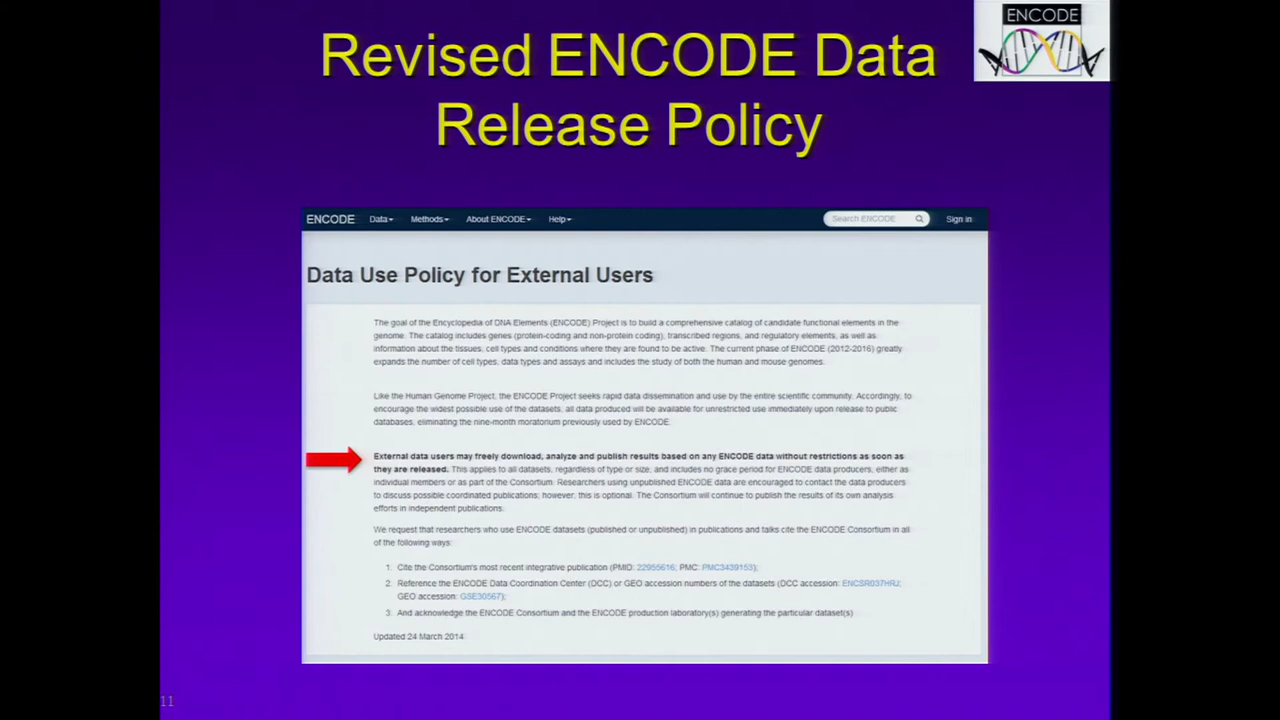 Revised ENCODE Data
Release Policy
ENCODE
ENCODE Data Methods About ENCODE Help Search ENCODE Sign in
Data Use Policy for External Users
The goal of the Encyclopedia of DNA Elements (ENCODE) Project is to build a comprehensive catalog of candidate functional elements in the
genome. The catalog includes genes (protein-coding and non-protein coding), transcribed regions, and regulatory elements, as well as
information about the tissues, cell types and conditions where they are found to be active. The current phase of ENCODE (2012-2016) greatly
expands the number of cell types, data types and assays and includes the study of both the human and mouse genomes.
Like the Human Genome Project, the ENCODE Project seeks rapid data dissemination and use by the entire scientific community. Accordingly, to
encourage the widest possible use of the datasets, all data produced will be available for unrestricted use immediately upon release to public
databases, eliminating the nine-month moratorium previously used by ENCODE.
External data users may freely download, analyze and publish results based on any ENCODE data without restrictions as soon as
they are released. This applies to all datasets, regardless of type or size, and includes no grace period for ENCODE data producers, either as
individual members or as part of the Consortium. Researchers using unpublished ENCODE data are encouraged to contact the data producers
to discuss possible coordinated publications; however, this is optional. The Consortium will continue to publish the results of its own analysis
efforts in independent publications.
We request that researchers who use ENCODE datasets (published or unpublished) in publications and talks cite the ENCODE Consortium in all
of the following ways:
1. Cite the Consortium's most recent integrative publication (PMID: 22955616; PMC: PMC3439153);
2. Reference the ENCODE Data Coordination Center (DCC) or GEO accession numbers of the datasets (DCC accession: ENCSR037HRJ;
GEO accession: GSE30567);
3. And acknowledge the ENCODE Consortium and the ENCODE production laboratory(s) generating the particular dataset(s)
Updated 24 March 2014
11